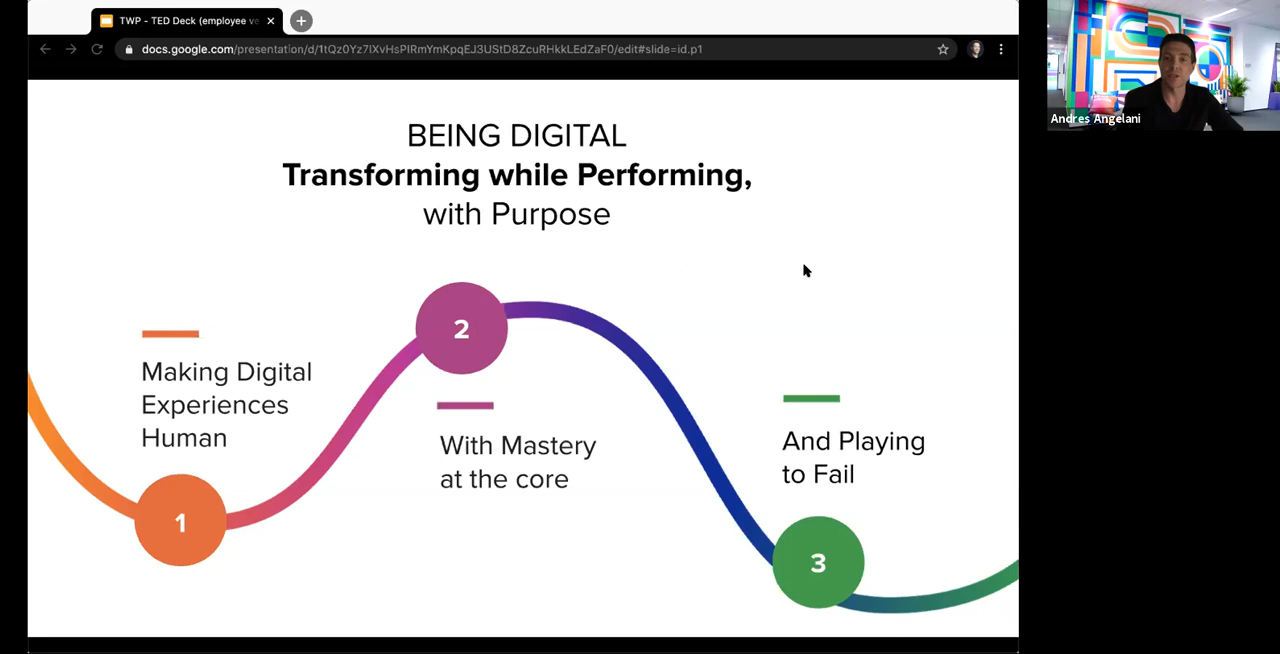 TWP - TED Deck (employee ve
docs.google.com/presentation/d/1tQz0Yz7lXvHsPIRmYmKpqEJ3UStD8ZcuRHkkLEdZaF0/edit#slide=id.p1
Andres Angelani
BEING DIGITAL
Transforming while Performing,
with Purpose
Making Digital
Experiences
Human
1
2
With Mastery
at the core
And Playing
to Fail
3